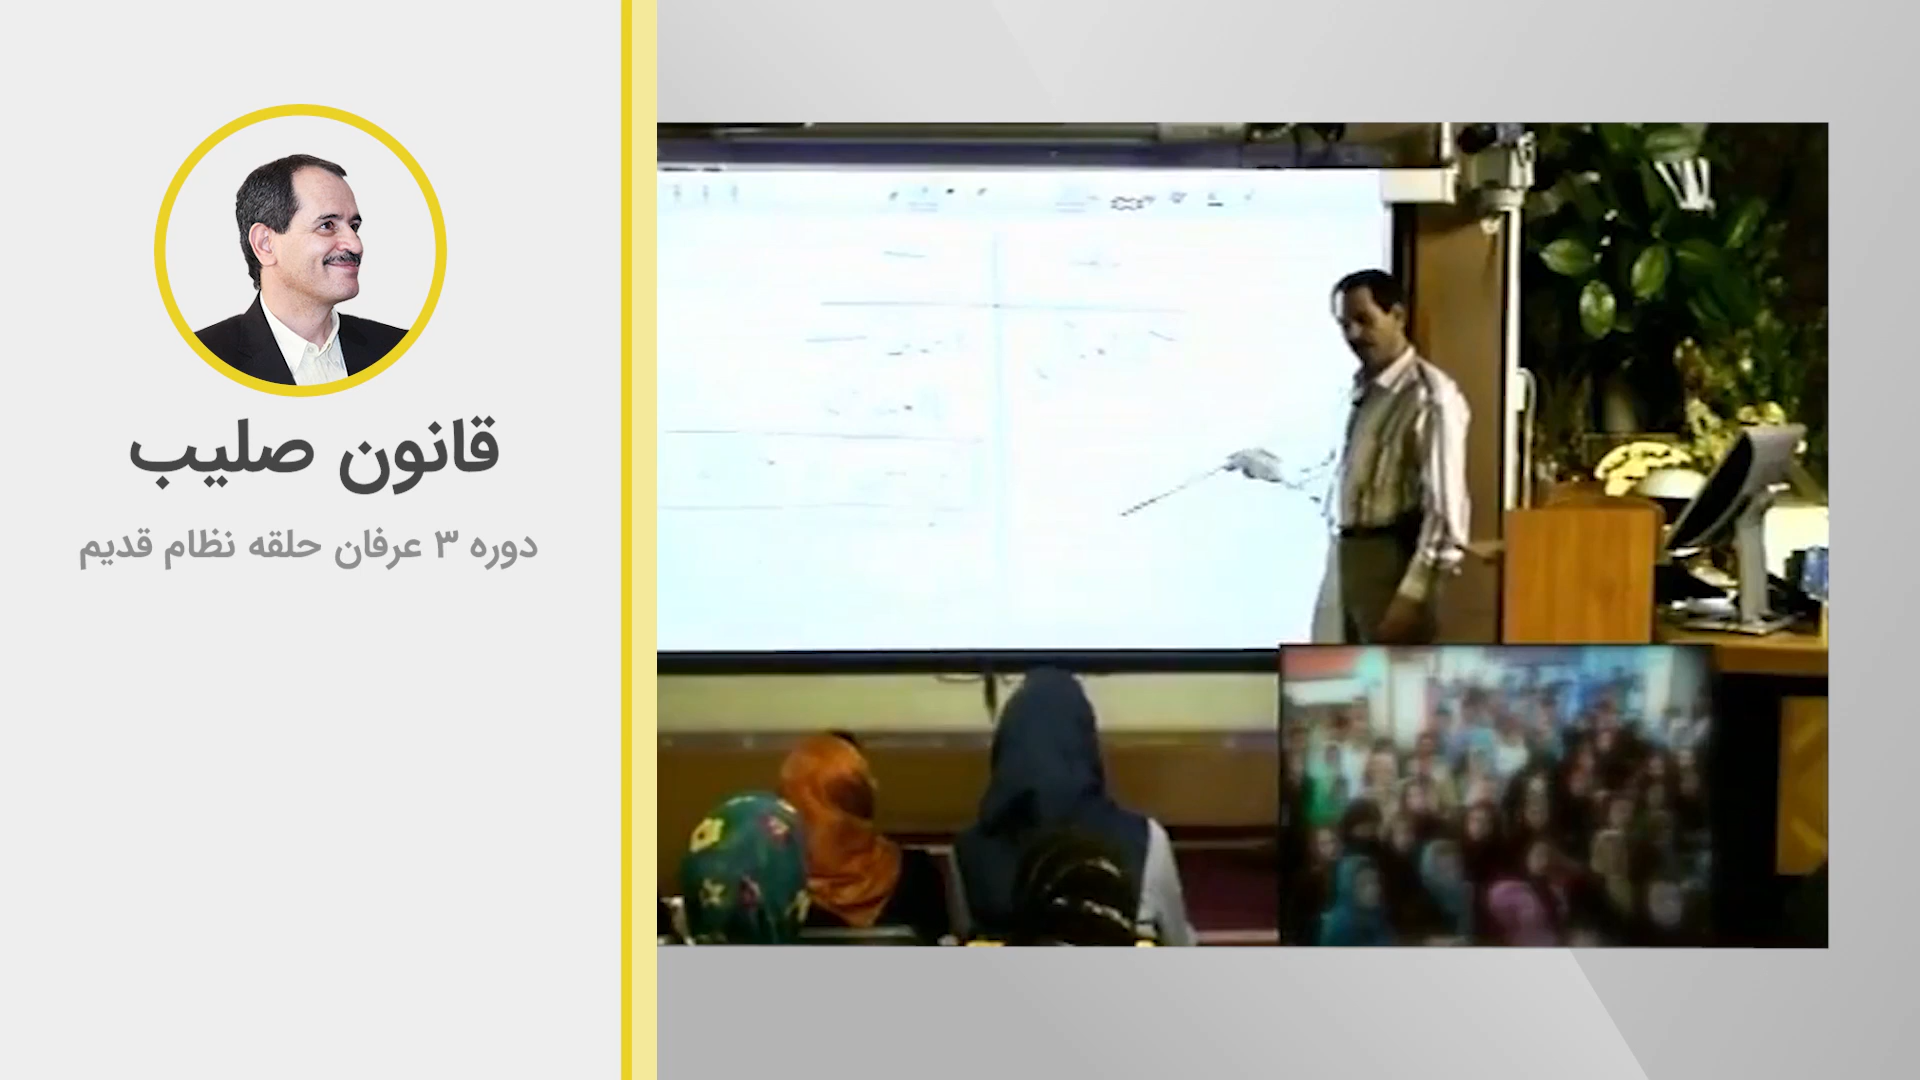 قانون صلیب
دوره ۳ عرفان حلقه نظام قدیم